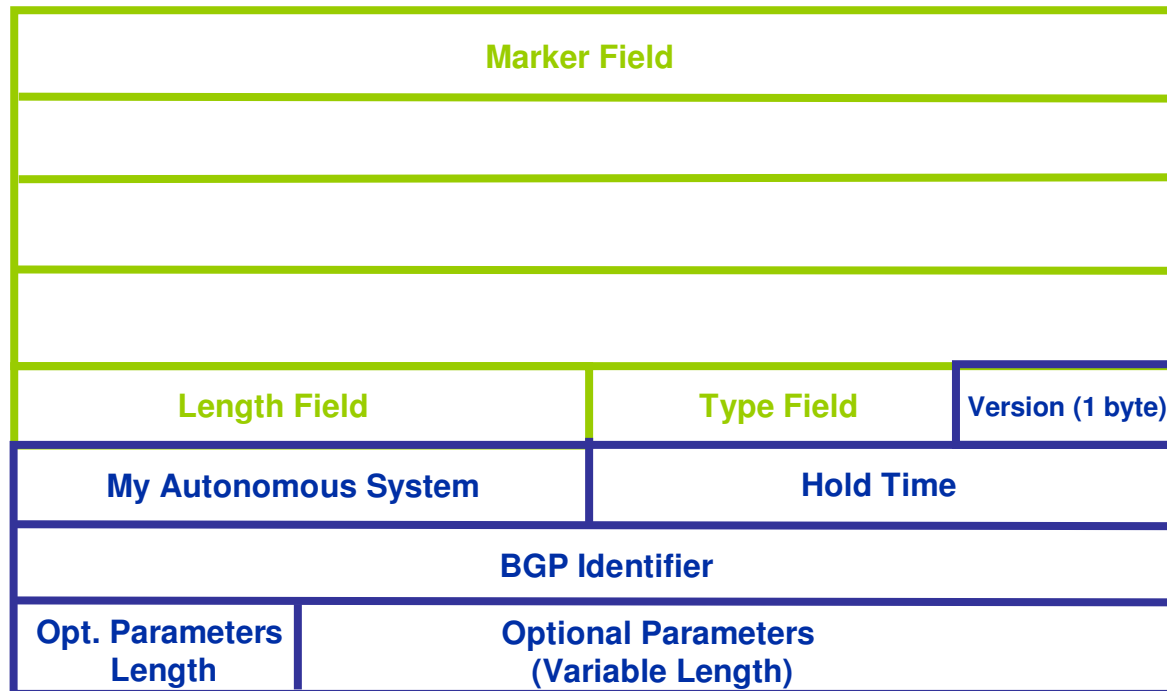 Marker Field
Length Field
Type Field
Version (1 byte)
My Autonomous System
Hold Time
BGP Identifier
Opt. Parameters
Length
Optional Parameters
(Variable Length)